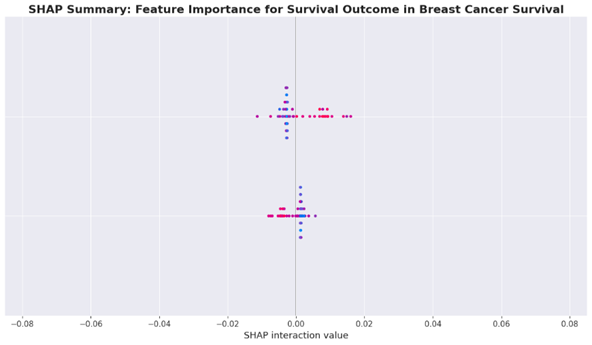 SHAP Summary: Feature Importance for Survival Outcome in Breast Cancer Survival
−0.08 −0.06 −0.04 −0.02 0.00 0.02 0.04 0.06 0.08
SHAP interaction value